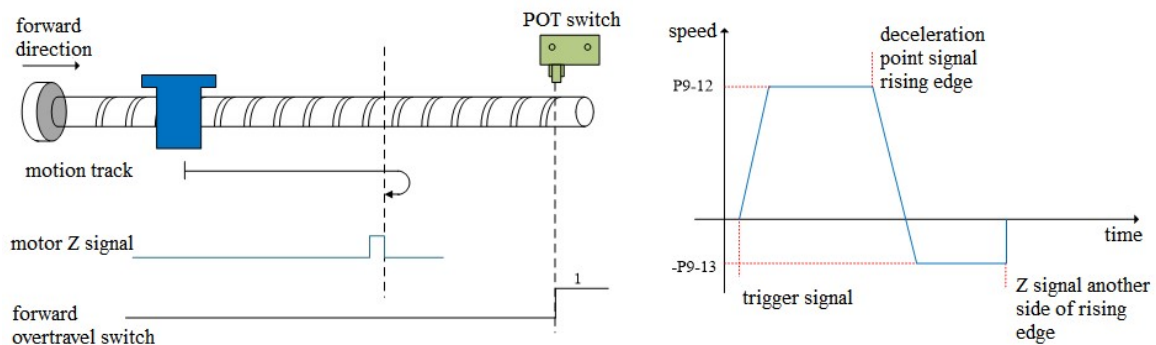 forward
direction
POT switch
motion track
motor Z signal
1
forward
overtravel switch
speed
deceleration
point signal
rising edge
P9-12
time
-P9-13
trigger signal
Z signal another
side of rising
edge